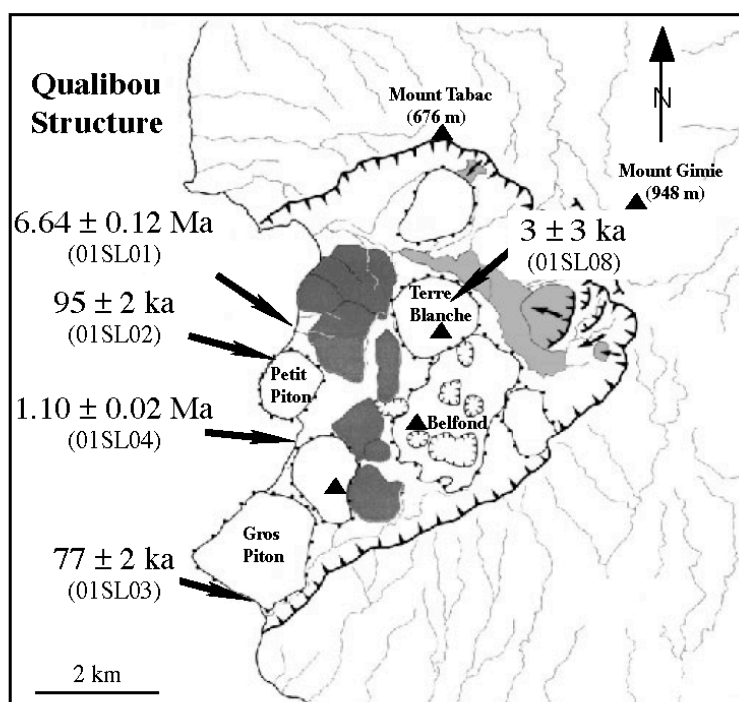 Qualibou
Structure
Mount Tabac
(676 m)
N
Mount Gimie
(948 m)
6.64 ± 0.12 Ma
(01SL01)
3 ± 3 ka
(01SL08)
95 ± 2 ka
(01SL02)
Terre
Blanche
Petit
Piton
1.10 ± 0.02 Ma
(01SL04)
Belfond
Gros
Piton
77 ± 2 ka
(01SL03)
2 km